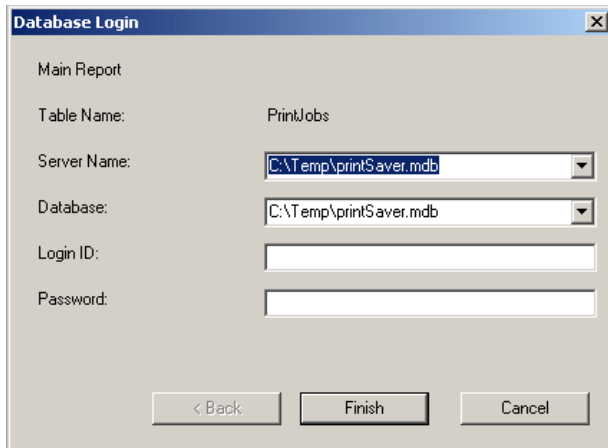 Database Login
Main Report
Table Name: PrintJobs
Server Name: C:\Temp\printSaver.mdb
Database: C:\Temp\printSaver.mdb
Login ID:
Password:
< Back Finish Cancel